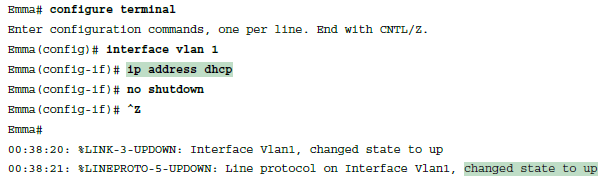 Emma# configure terminal
Enter configuration commands, one per line. End with CNTL/Z.
Emma(config)# interface vlan 1
Emma(config-if)# ip address dhcp
Emma(config-if)# no shutdown
Emma(config-if)# ^Z
Emma#
00:38:20: %LINK-3-UPDOWN: Interface Vlan1, changed state to up
00:38:21: %LINEPROTO-5-UPDOWN: Line protocol on Interface Vlan1, changed state to up